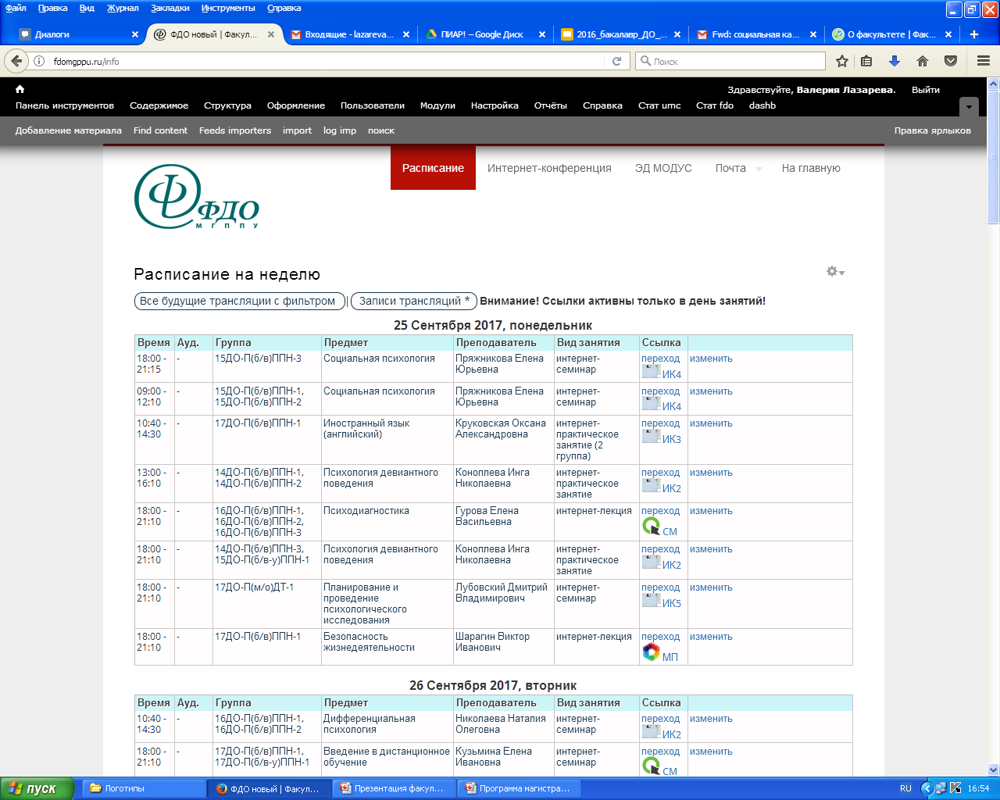 Файл Правка Вид Журнал Закладки Инструменты Справка
Диалоги
ФДО новый | Факул...
Входящие - lazareva...
ПИАР! – Google Диск
2016_бакалавр_ДО_...
Fwd: социальная ка...
О факультете | Фак...
fdomgppu.ru/info
Поиск
Здравствуйте, Валерия Лазарева. Выйти
Панель инструментов Содержимое Структура Оформление Пользователи Модули Настройка Отчёты Справка Стат umc Стат fdo dashb
Добавление материала Find content Feeds importers import log imp поиск Правка ярлыков
Расписание Интернет-конференция ЭД МОДУС Почта На главную
Ф ФДО
МГППУ
Расписание на неделю
Все будущие трансляции с фильтром | Записи трансляций * Внимание! Ссылки активны только в день занятий!
25 Сентября 2017, понедельник
Время Ауд. Группа Предмет Преподаватель Вид занятия Ссылка
18:00 - - 15ДО-П(б/в)ППН-3 Социальная психология Пряжникова Елена интернет- переход изменить
21:15 Юрьевна семинар ИК4
09:00 - - 15ДО-П(б/в)ППН-1, Социальная психология Пряжникова Елена интернет- переход изменить
12:10 15ДО-П(б/в)ППН-2 Юрьевна семинар ИК4
10:40 - - 17ДО-П(б/в)ППН-1 Иностранный язык Круковская Оксана интернет- переход изменить
14:30 (английский) Александровна практическое ИК3
занятие (2
группа)
13:00 - - 14ДО-П(б/в)ППН-1, Психология девиантного Коноплева Инга интернет- переход изменить
16:10 14ДО-П(б/в)ППН-2 поведения Николаевна практическое ИК2
занятие
18:00 - - 16ДО-П(б/в)ППН-1, Психодиагностика Гурова Елена интернет-лекция переход изменить
21:10 16ДО-П(б/в)ППН-2, Васильевна СМ
16ДО-П(б/в)ППН-3
18:00 - - 14ДО-П(б/в)ППН-3, Психология девиантного Коноплева Инга интернет- переход изменить
21:10 15ДО-П(б/в-у)ППН-1 поведения Николаевна практическое ИК2
занятие
18:00 - - 17ДО-П(м/о)ДТ-1 Планирование и Лубовский Дмитрий интернет- переход изменить
21:10 проведение Владимирович семинар ИК5
психологического
исследования
18:00 - - 17ДО-П(б/в)ППН-1 Безопасность Шарагин Виктор интернет-лекция переход изменить
21:10 жизнедеятельности Иванович МП
26 Сентября 2017, вторник
Время Ауд. Группа Предмет Преподаватель Вид занятия Ссылка
10:40 - - 16ДО-П(б/в)ППН-1, Дифференциальная Николаева Наталия интернет- переход изменить
14:30 16ДО-П(б/в)ППН-2 психология Олеговна семинар ИК2
18:00 - - 17ДО-П(б/в)ППН-1, Введение в дистанционное Кузьмина Елена интернет- переход изменить
21:10 17ДО-П(б/в-у)ППН-1 обучение Ивановна семинар СМ
пуск Логотипы ФДО новый | Факул... Презентация факул... Программа магистра... RU 16:54